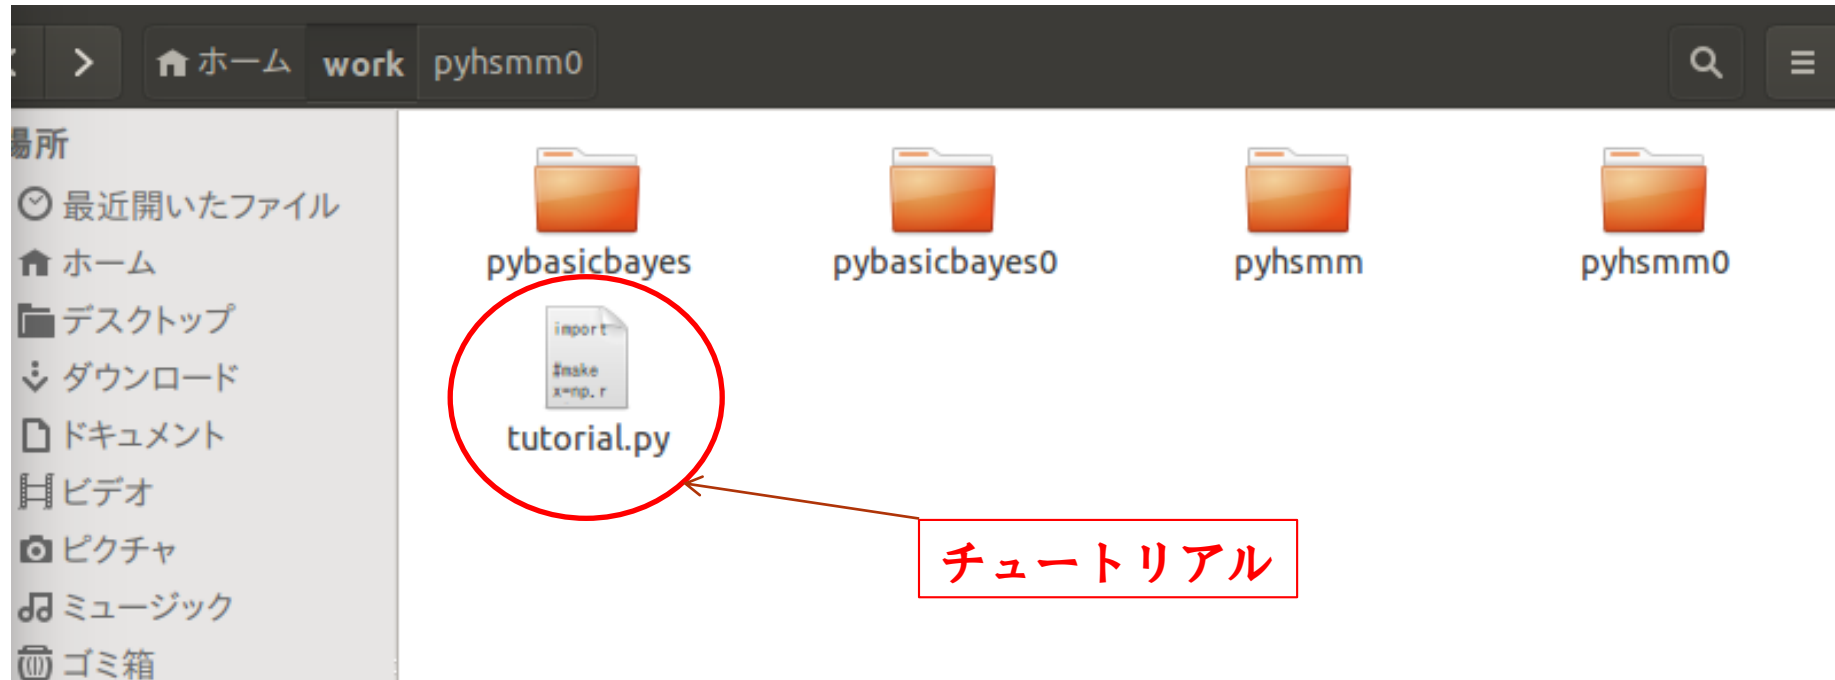 ホーム work pyhsmm0
場所
最近開いたファイル
ホーム
デスクトップ
ダウンロード
ドキュメント
ビデオ
ピクチャ
ミュージック
ゴミ箱
pybasicbayes pybasicbayes0 pyhsmm pyhsmm0
import
#make
x=np.r
tutorial.py
チュートリアル